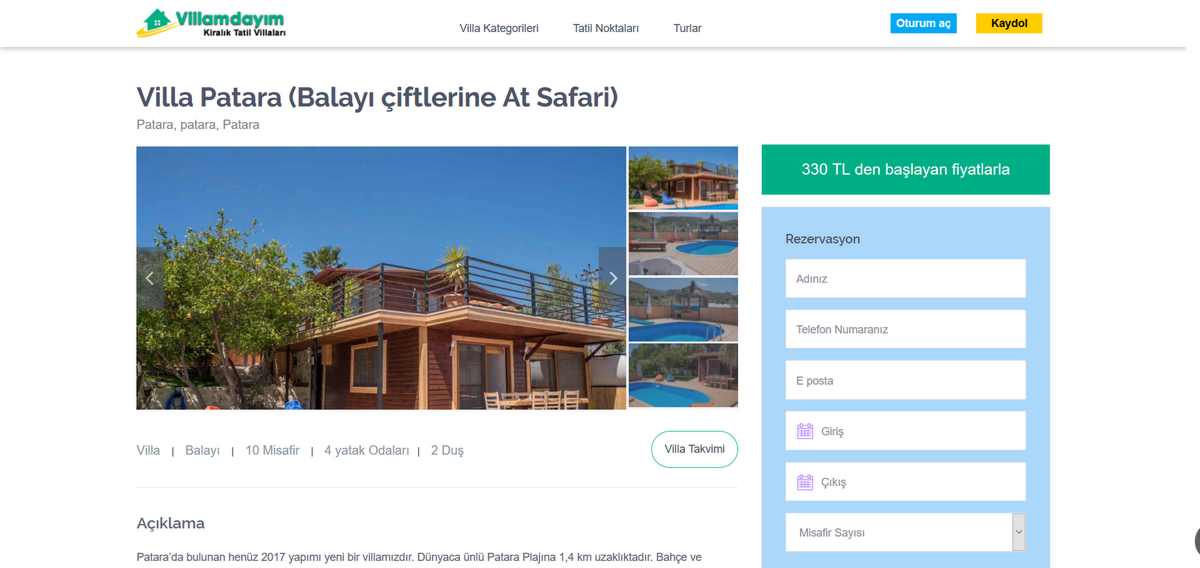 Villamdayım
Kiralık Tatil Villaları
Villa Kategorileri
Tatil Noktaları
Turlar
Oturum aç
Kaydol
Villa Patara (Balayı çiftlerine At Safari)
Patara, patara, Patara
330 TL den başlayan fiyatlarla
Rezervasyon
Adınız
Telefon Numaranız
E posta
Giriş
Çıkış
Misafir Sayısı
Villa | Balayı | 10 Misafir | 4 yatak Odaları | 2 Duş
Villa Takvimi
Açıklama
Patara’da bulunan henüz 2017 yapımı yeni bir villamızdır. Dünyaca ünlü Patara Plajına 1,4 km uzaklıktadır. Bahçe ve